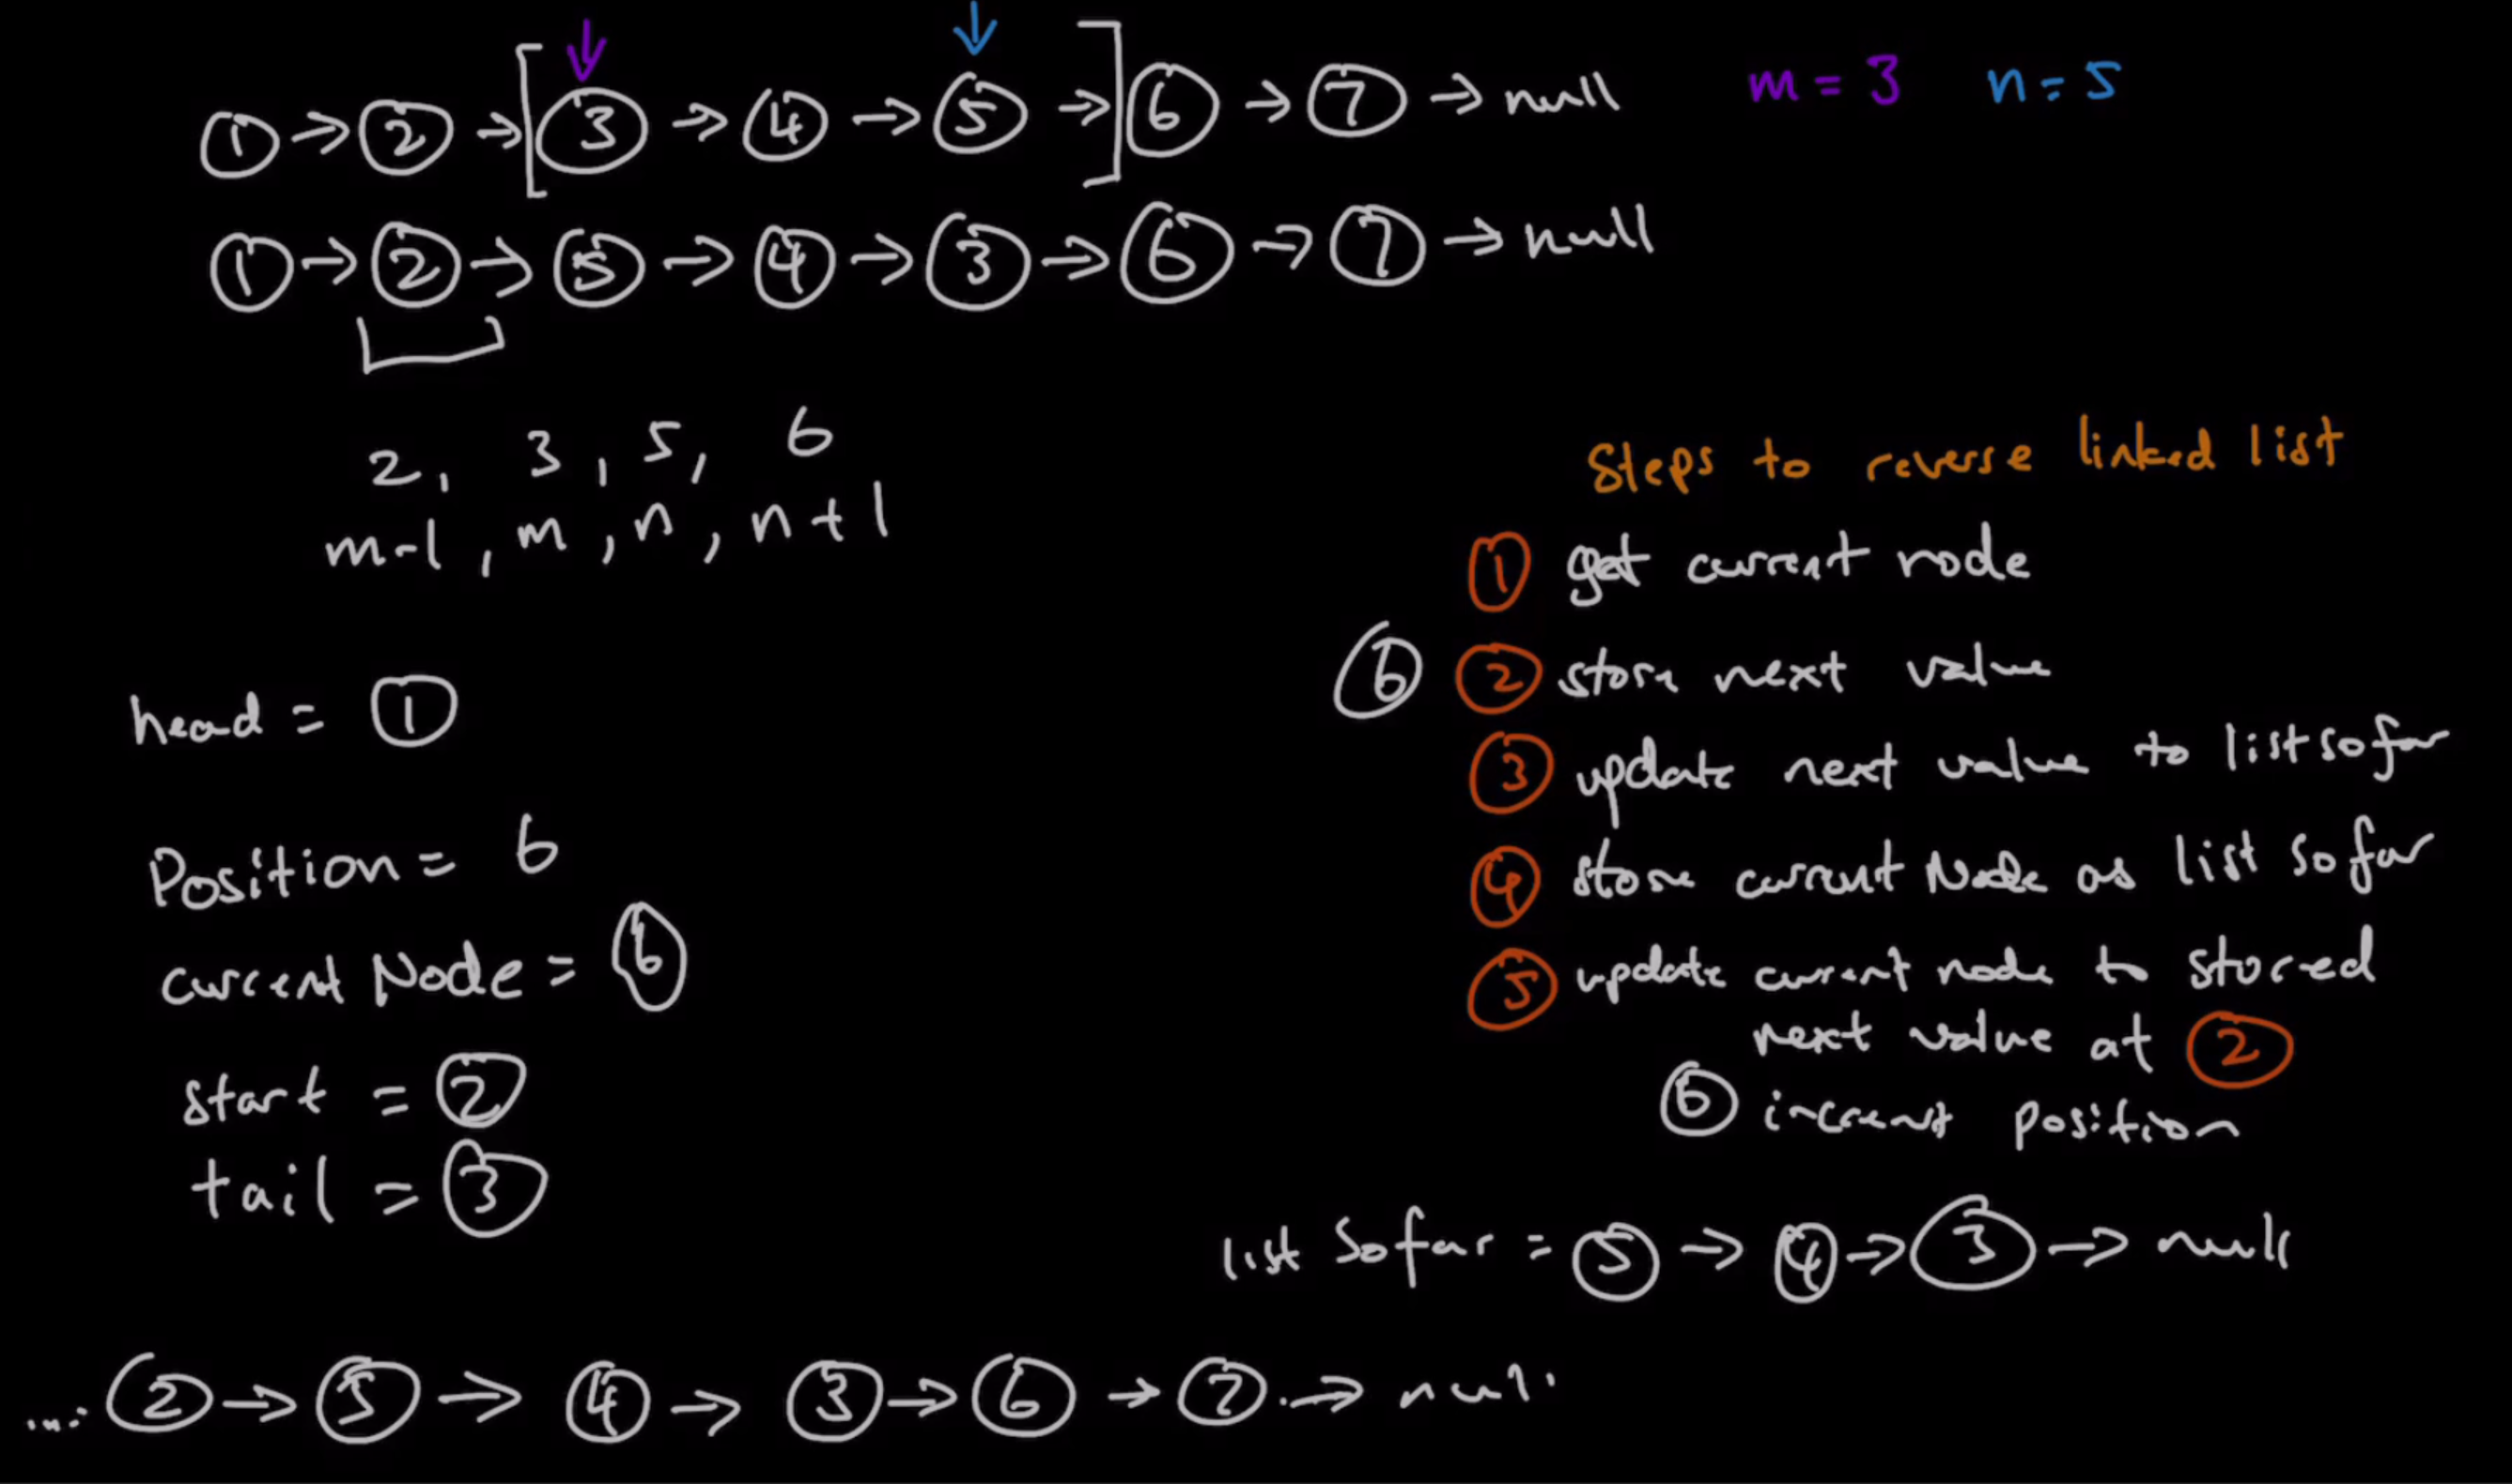 1 → 2 → [ 3 → 4 → 5 → ] 6 → 7 → null
m = 3 n = 5
1 → 2 → 5 → 4 → 3 → 6 → 7 → null
2, 3, 5, 6
m-1, m, n, n+1
head = 1
Position = 6
current Node = 6
start = 2
tail = 3
Steps to reverse linked list
1 get current node
6 2 store next value
3 update next value to listsofar
4 store current Node as list sofar
5 update current node to stored
next value at 2
6 increment position
list Sofar = 5 → 4 → 3 → null
.... 2 → 5 → 4 → 3 → 6 → 7 → null